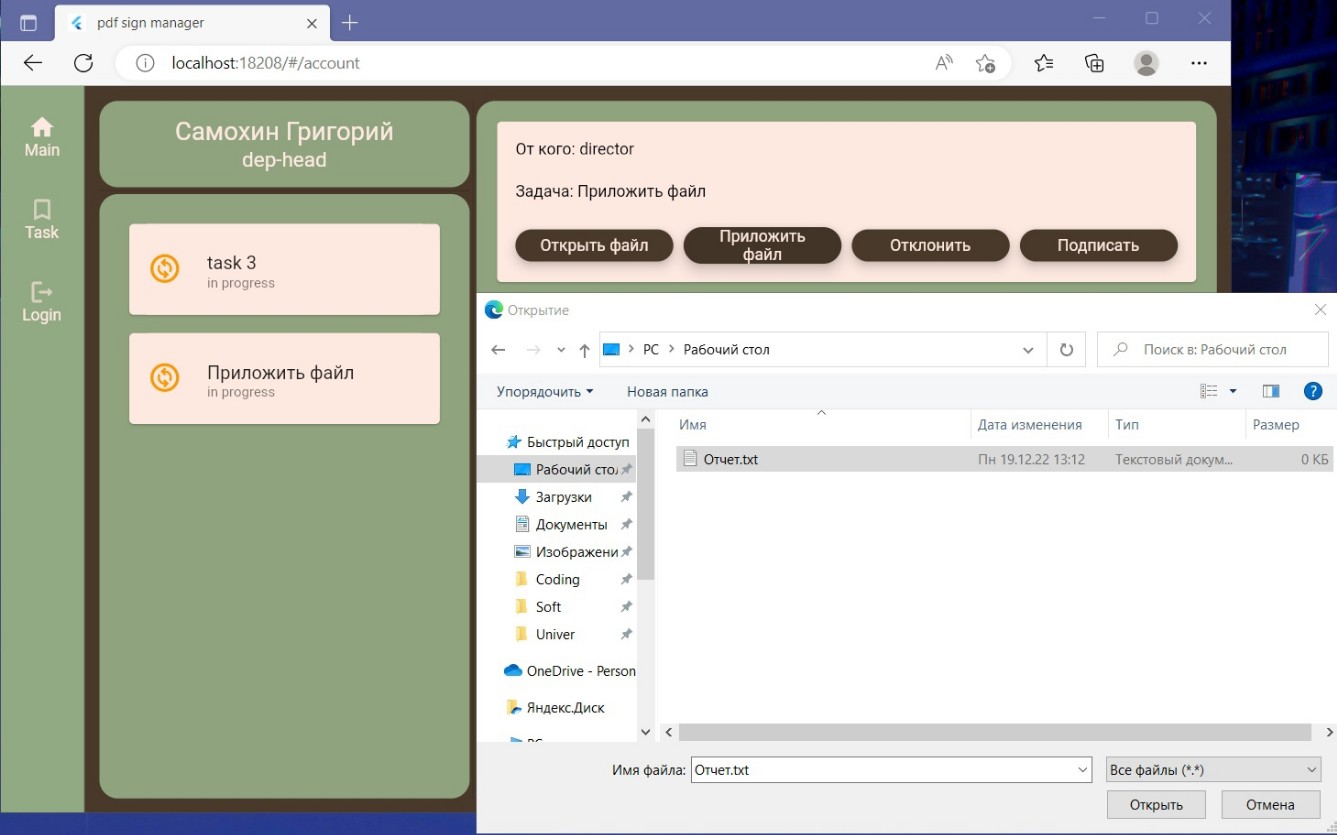 pdf sign manager
localhost:18208/#/account
Main
Task
Login
Самохин Григорий
dep-head
task 3
in progress
Приложить файл
in progress
От кого: director
Задача: Приложить файл
Открыть файл
Приложить
файл
Отклонить
Подписать
Открытие
PC
Рабочий стол
Поиск в: Рабочий стол
Упорядочить
Новая папка
Имя
Дата изменения
Тип
Размер
Отчет.txt
Пн 19.12.22 13:12
Текстовый докум...
0 КБ
Быстрый доступ
Рабочий стол
Загрузки
Документы
Изображени
Coding
Soft
Univer
OneDrive - Person
Яндекс.Диск
PC
Имя файла:
Отчет.txt
Все файлы (*.*)
Открыть
Отмена